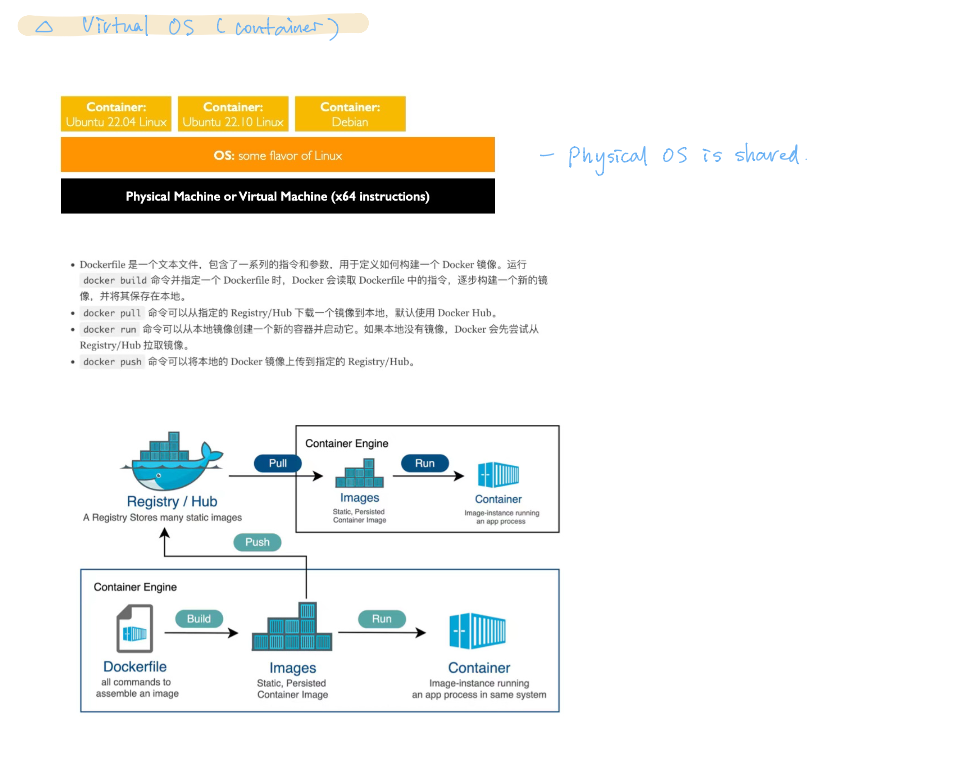 △ Virtual OS (container)
Container:
Ubuntu 22.04 Linux
Container:
Ubuntu 22.10 Linux
Container:
Debian
OS: some flavor of Linux
– Physical OS is shared.
Physical Machine or Virtual Machine (x64 instructions)
• Dockerfile 是一个文本文件，包含了一系列的指令和参数，用于定义如何构建一个 Docker 镜像。运行
docker build 命令并指定一个 Dockerfile 时，Docker 会读取 Dockerfile 中的指令，逐步构建一个新的镜
像，并将其保存在本地。
• docker pull 命令可以从指定的 Registry/Hub 下载一个镜像到本地，默认使用 Docker Hub。
• docker run 命令可以从本地镜像创建一个新的容器并启动它。如果本地没有镜像，Docker 会先尝试从
Registry/Hub 拉取镜像。
• docker push 命令可以将本地的 Docker 镜像上传到指定的 Registry/Hub。
Container Engine
Pull
Run
Registry / Hub
A Registry Stores many static images
Images
Static, Persisted
Container Image
Container
Image-instance running
an app process
Push
Container Engine
Build
Run
Dockerfile
all commands to
assemble an image
Images
Static, Persisted
Container Image
Container
Image-instance running
an app process in same system